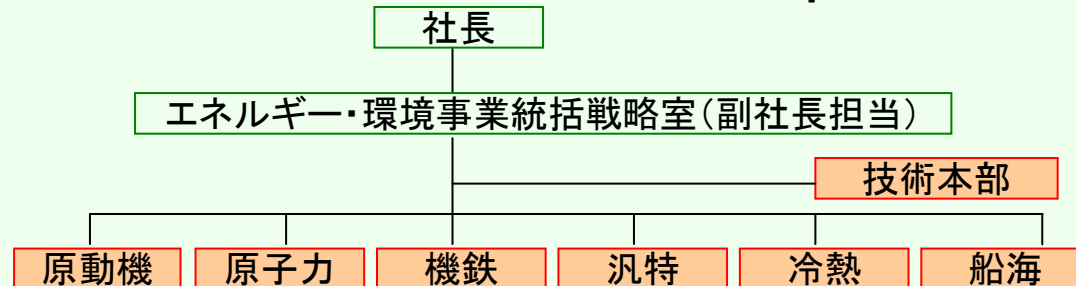 社長
エネルギー・環境事業統括戦略室（副社長担当）
技術本部
原動機 原子力 機鉄 汎特 冷熱 船海